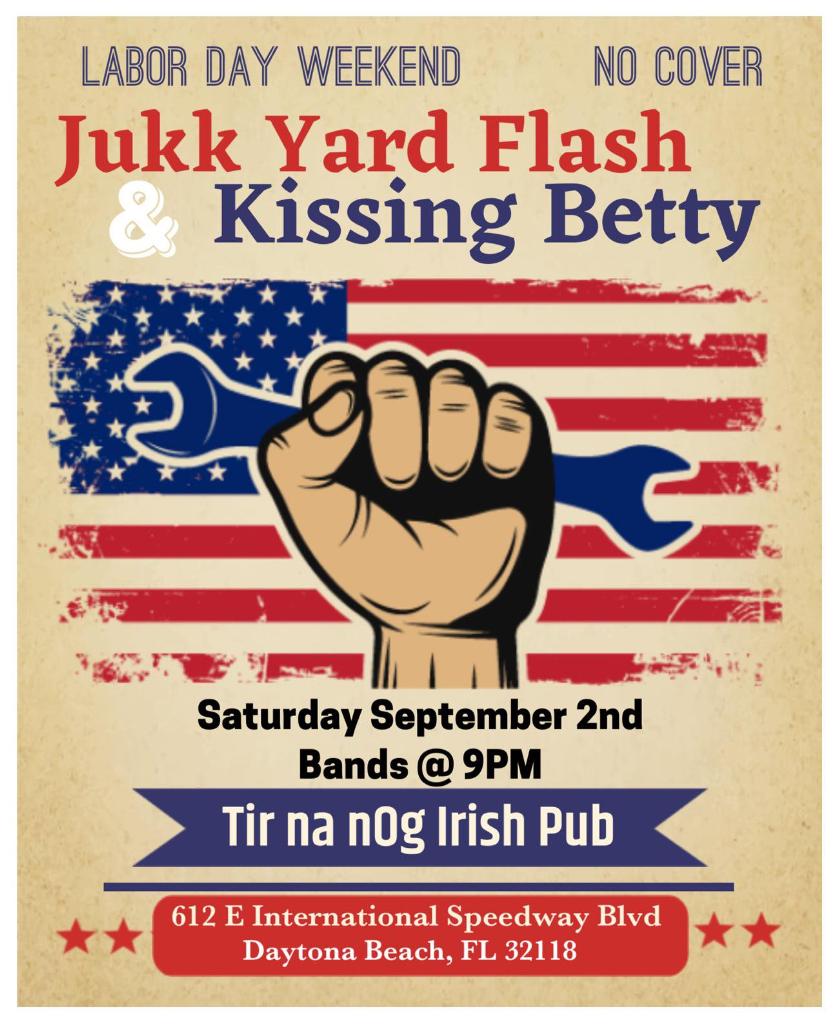 LABOR DAY WEEKEND NO COVER
Jukk Yard Flash
& Kissing Betty
Saturday September 2nd
Bands @ 9PM
Tir na nOg Irish Pub
612 E International Speedway Blvd
Daytona Beach, FL 32118